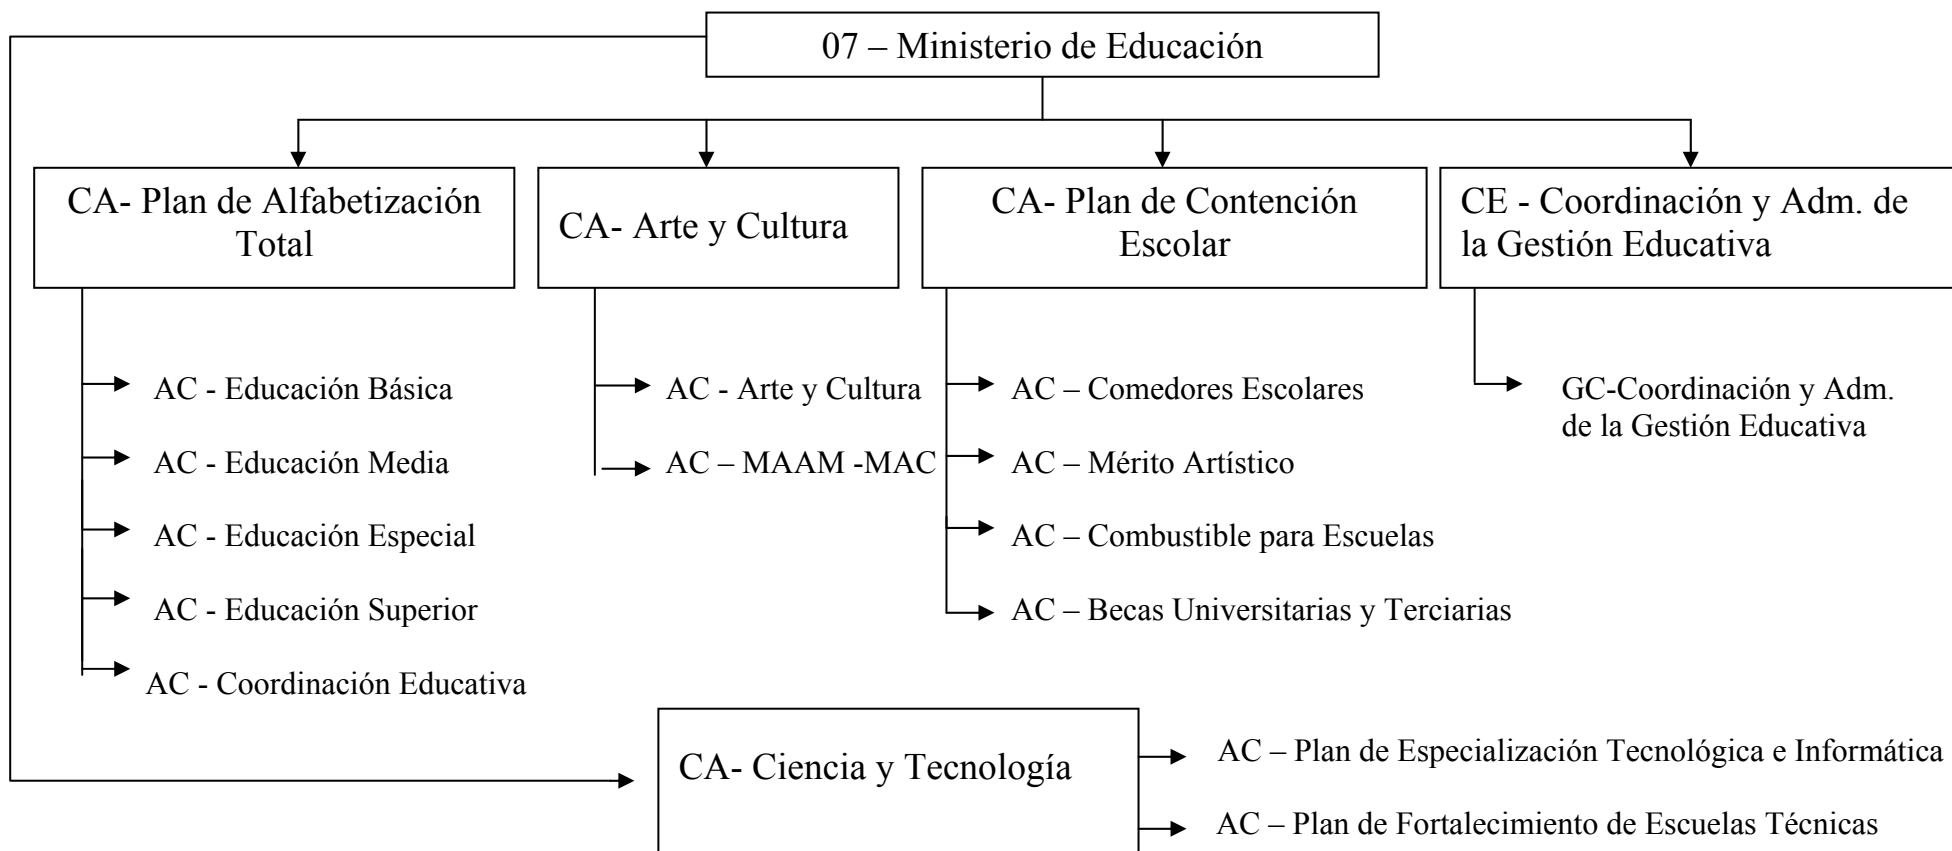 07 – Ministerio de Educación
CA- Plan de Alfabetización
Total
CA- Arte y Cultura
CA- Plan de Contención
Escolar
CE - Coordinación y Adm. de
la Gestión Educativa
AC - Educación Básica
AC - Educación Media
AC - Educación Especial
AC - Educación Superior
AC - Coordinación Educativa
AC - Arte y Cultura
AC – MAAM -MAC
AC – Comedores Escolares
AC – Mérito Artístico
AC – Combustible para Escuelas
AC – Becas Universitarias y Terciarias
GC-Coordinación y Adm.
de la Gestión Educativa
CA- Ciencia y Tecnología
AC – Plan de Especialización Tecnológica e Informática
AC – Plan de Fortalecimiento de Escuelas Técnicas